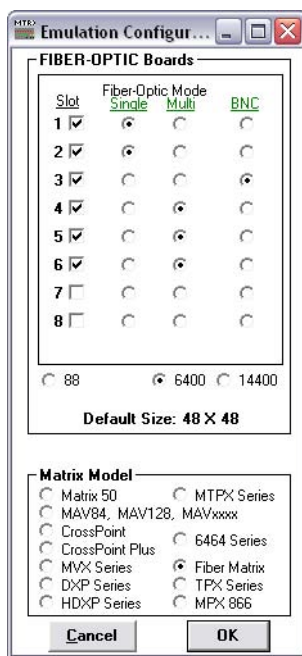 MTRX
Emulation Configur...
FIBER-OPTIC Boards
Fiber-Optic Mode
Slot Single Multi BNC
1
2
3
4
5
6
7
8
88 6400 14400
Default Size: 48 X 48
Matrix Model
Matrix 50 MTPX Series
MAV84, MAV128, MAVxxxx
CrossPoint 6464 Series
CrossPoint Plus
MVX Series Fiber Matrix
DXP Series TPX Series
HDXP Series MPX 866
Cancel OK